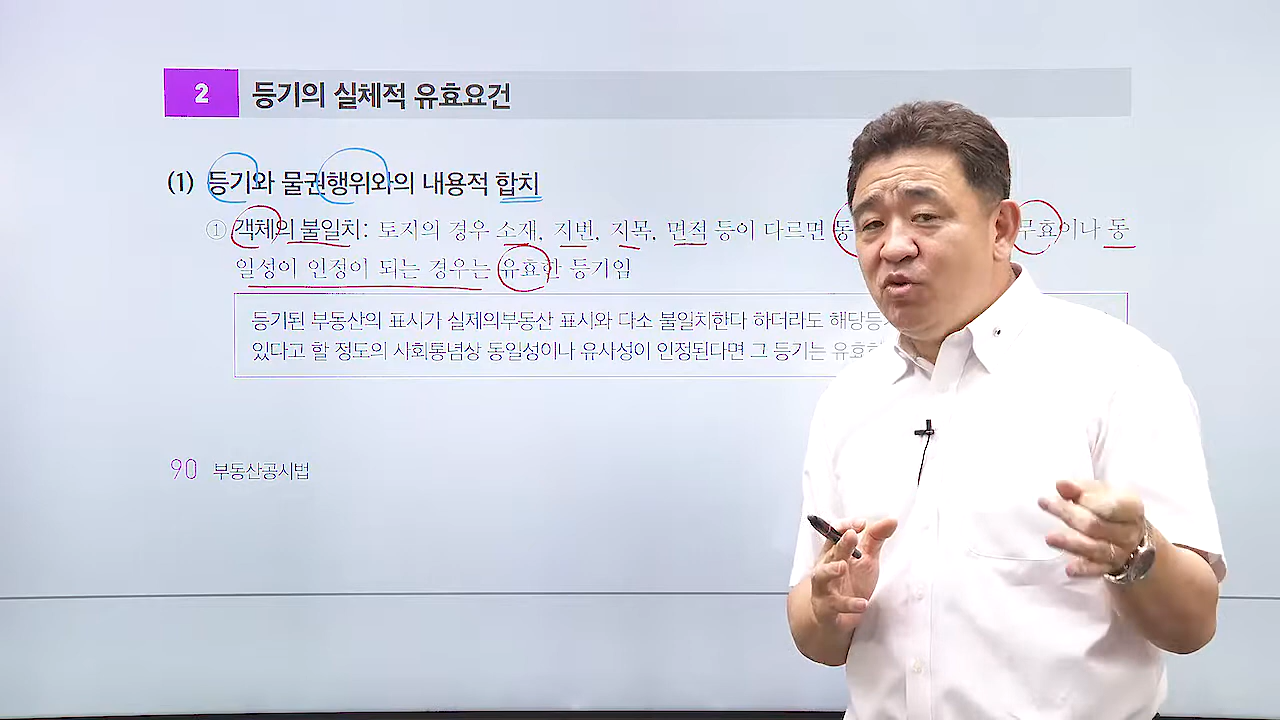 2 등기의 실체적 유효요건
(1) 등기와 물권행위와의 내용적 합치
① 객체의 불일치: 토지의 경우 소재, 지번, 지목, 면적 등이 다르면 동 무효이나 동
일성이 인정이 되는 경우는 유효한 등기임
등기된 부동산의 표시가 실제의부동산 표시와 다소 불일치한다 하더라도
있다고 할 정도의 사회통념상 동일성이나 유사성이 인정된다면 그 등기는
90 부동산공시법